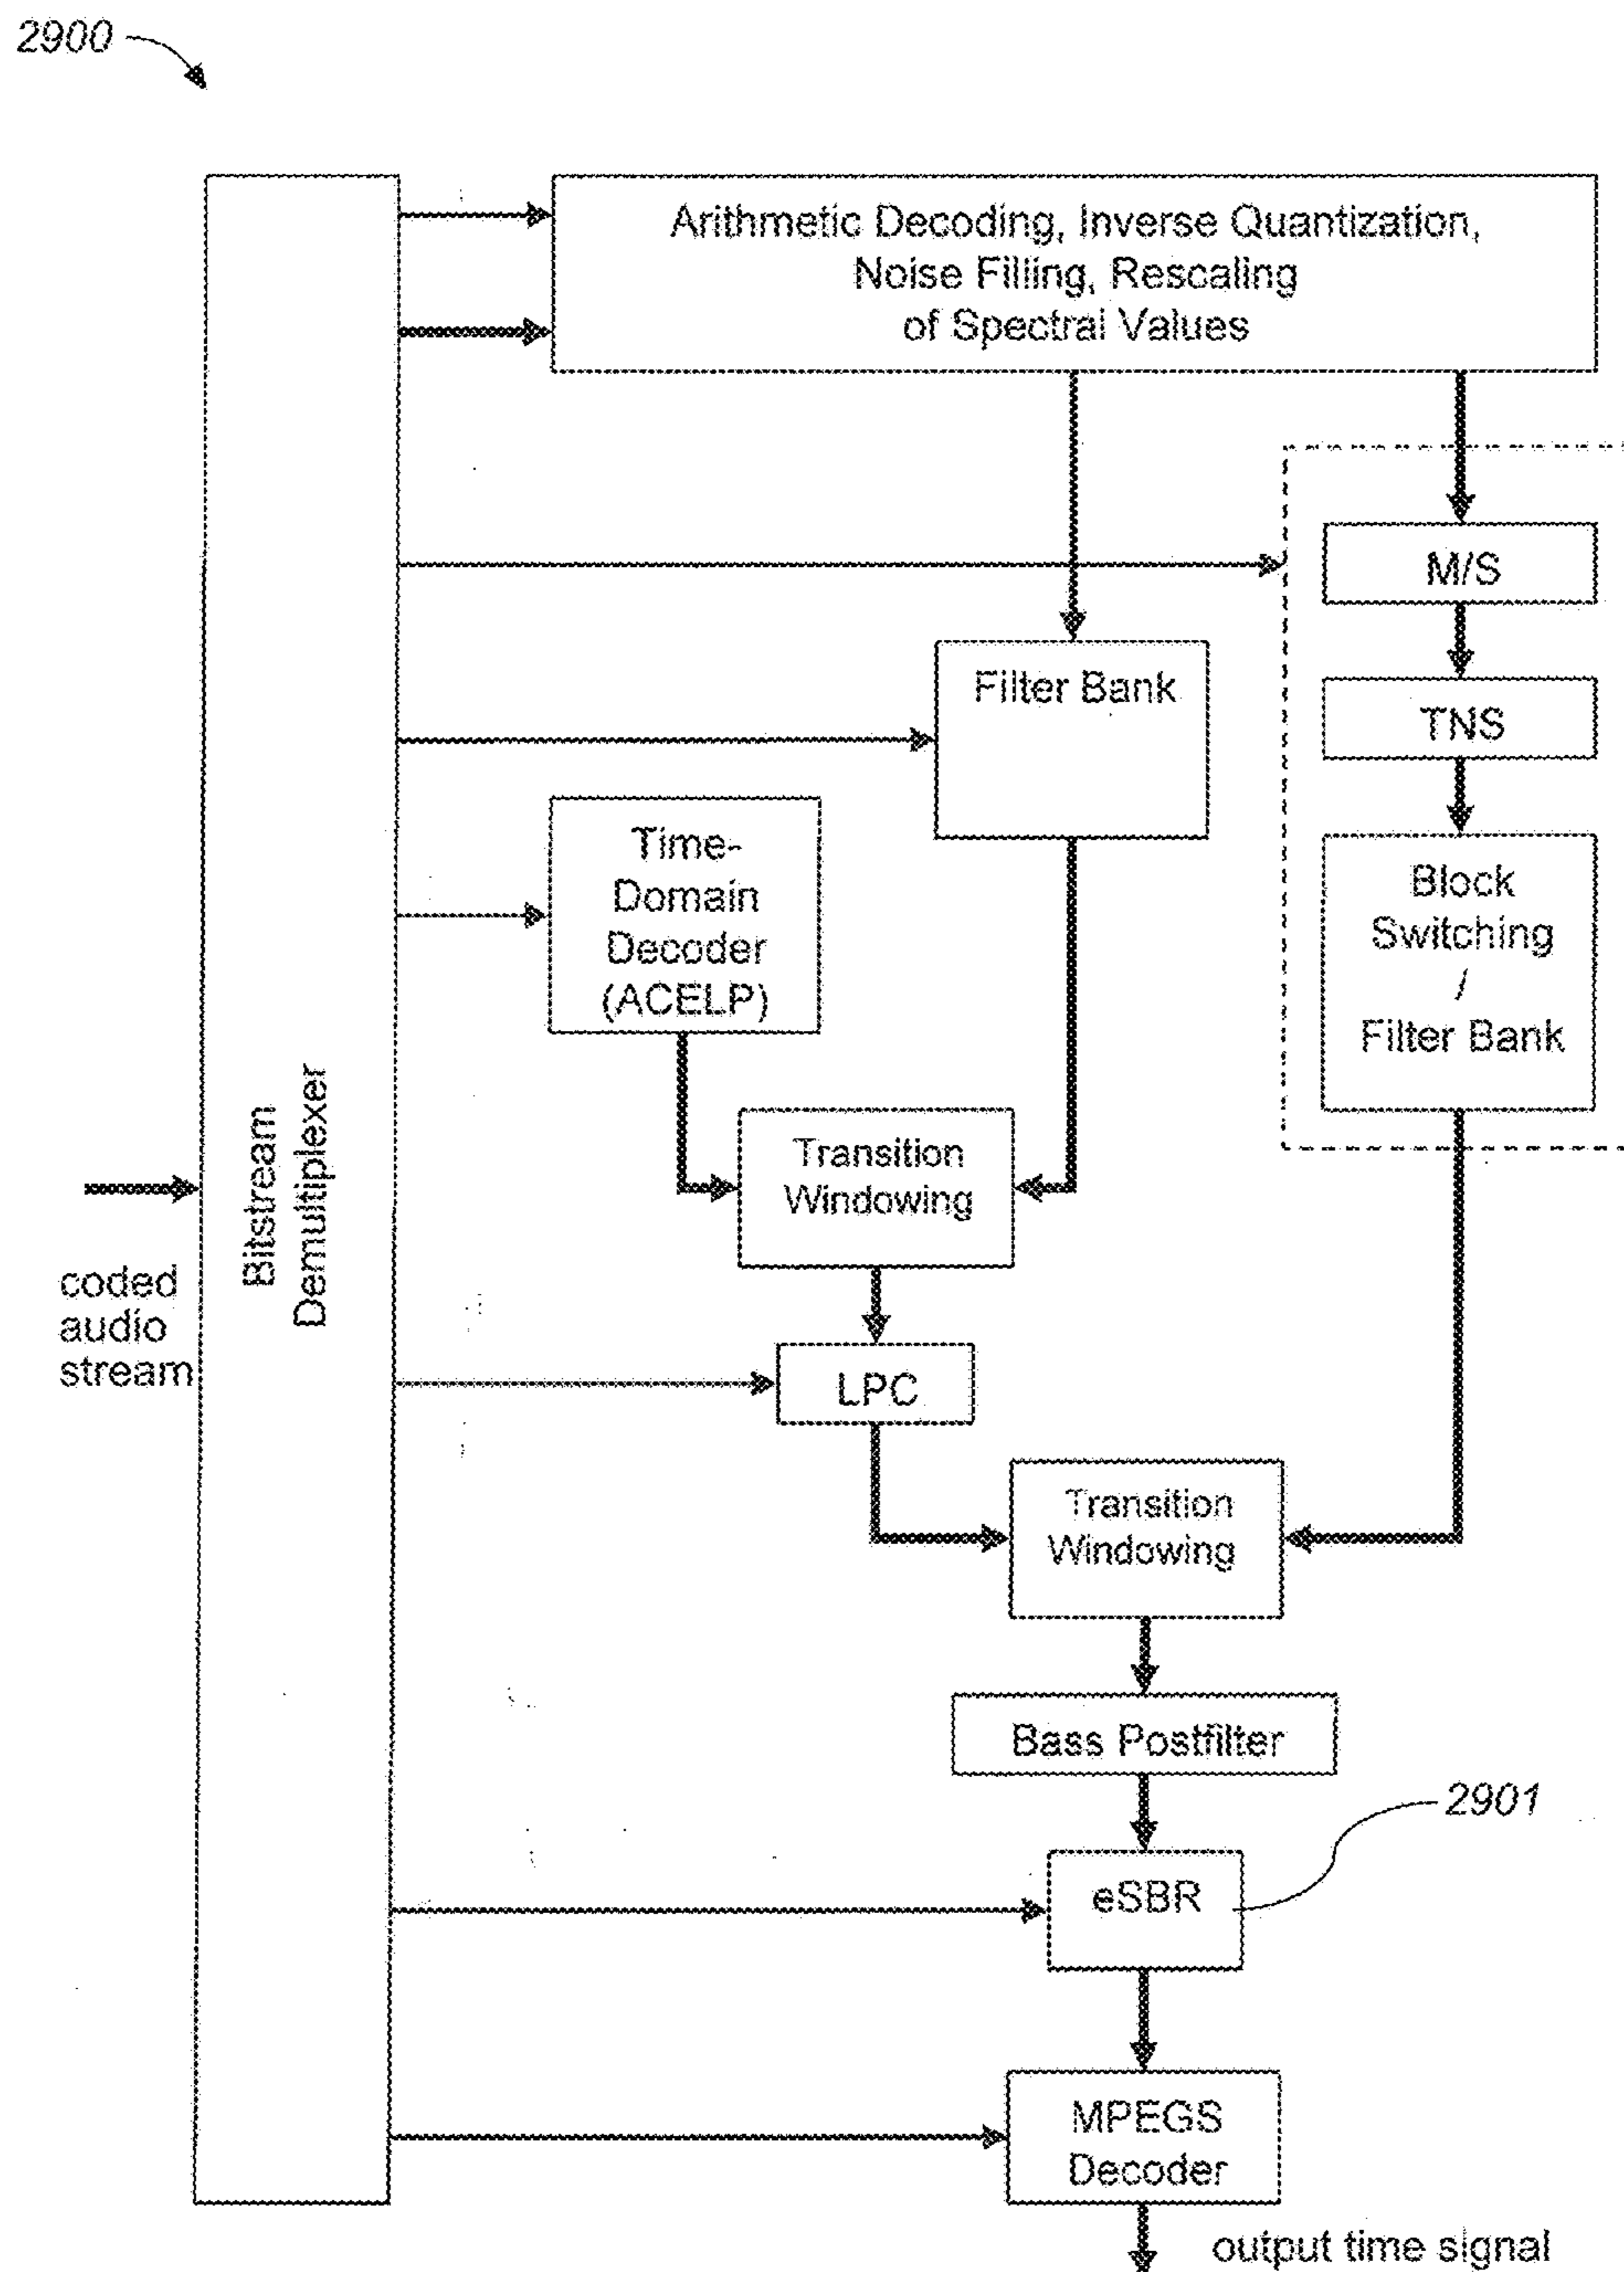 2900
Arithmetic Decoding, Inverse Quantization,
Noise Filling, Rescaling
of Spectral Values
M/S
Filter Bank
TNS
Time-
Domain
Decoder
(ACELP)
Block
Switching
/
Filter Bank
Bitstream
Demultiplexer
Transition
Windowing
coded
audio
stream
LPC
Transition
Windowing
Bass Postfilter
2901
eSBR
MPEGS
Decoder
output time signal